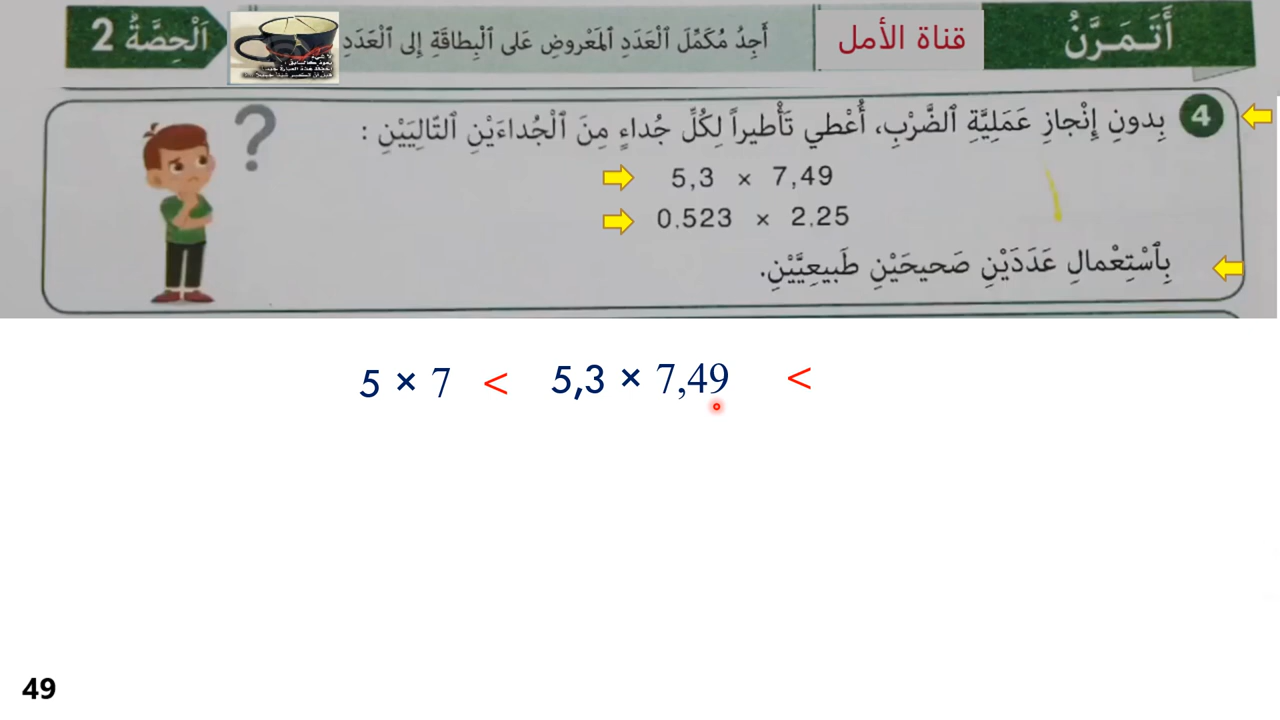 أَتَمَرَّنُ
قناة الأمل
أَجِدُ مُكَمِّلَ ٱلْعَدَدِ ٱلمَعْروضِ عَلى ٱلْبِطاقَةِ إِلى ٱلْعَدَدِ
اَلْحِصَّةُ 2
4 بِدونِ إِنْجازِ عَمَلِيَّةِ ٱلضَّرْبِ، أُعْطي تَأْطيراً لِكُلِّ جُداءٍ مِنَ ٱلْجُداءَيْنِ ٱلتّالِيَيْنِ :
5,3 × 7,49
0,523 × 2,25
بِٱسْتِعْمالِ عَدَدَيْنِ صَحيحَيْنِ طَبيعِيَّيْنِ.
5 × 7 < 5,3 × 7,49 <
49